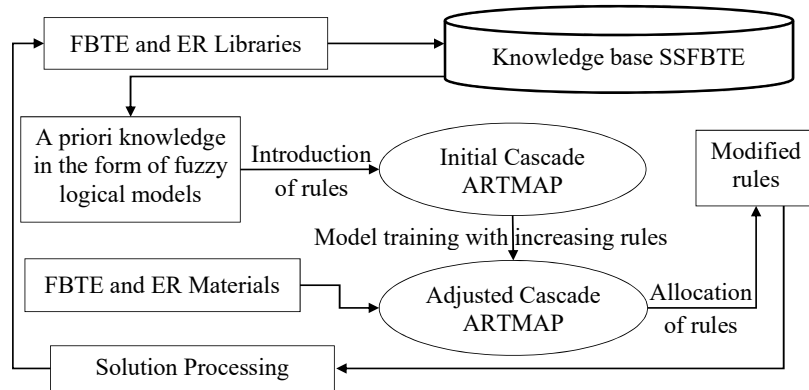 FBTE and ER Libraries
Knowledge base SSFBTE
A priori knowledge
in the form of fuzzy
logical models
Introduction
of rules
Initial Cascade
ARTMAP
Modified
rules
Model training with increasing rules
FBTE and ER Materials
Adjusted Cascade
ARTMAP
Allocation
of rules
Solution Processing